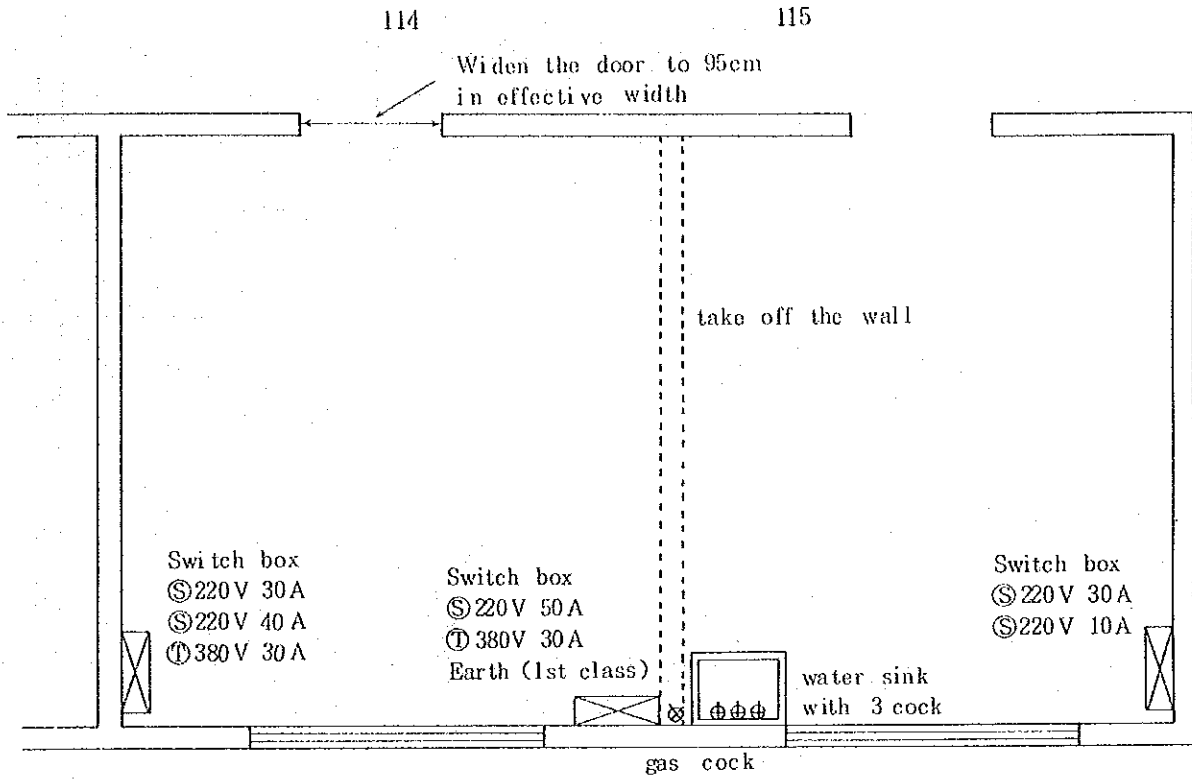 114
115
Widen the door to 95cm
in effective width
take off the wall
Switch box
Ⓢ220V 30A
Ⓢ220V 40A
Ⓣ380V 30A
Switch box
Ⓢ220V 50A
Ⓣ380V 30A
Earth (1st class)
Switch box
Ⓢ220V 30A
Ⓢ220V 10A
water sink
with 3 cock
gas cock